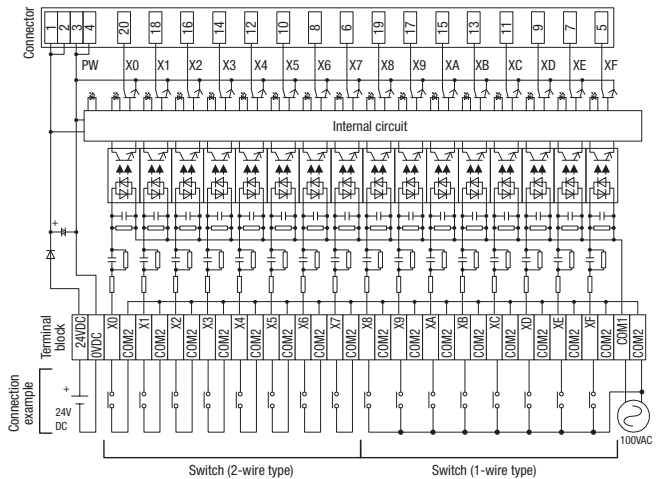 Connector
1 2 3 4 20 18 16 14 12 10 8 6 19 17 15 13 11 9 7 5
PW X0 X1 X2 X3 X4 X5 X6 X7 X8 X9 XA XB XC XD XE XF
Internal circuit
Terminal
block
24VDC 0VDC X0 COM2 X1 COM2 X2 COM2 X3 COM2 X4 COM2 X5 COM2 X6 COM2 X7 COM2 X8 COM2 X9 COM2 XA COM2 XB COM2 XC COM2 XD COM2 XE COM2 XF COM2 COM1 COM2
Connection
example
+
24V
DC
+
100VAC
Switch (2-wire type) Switch (1-wire type)